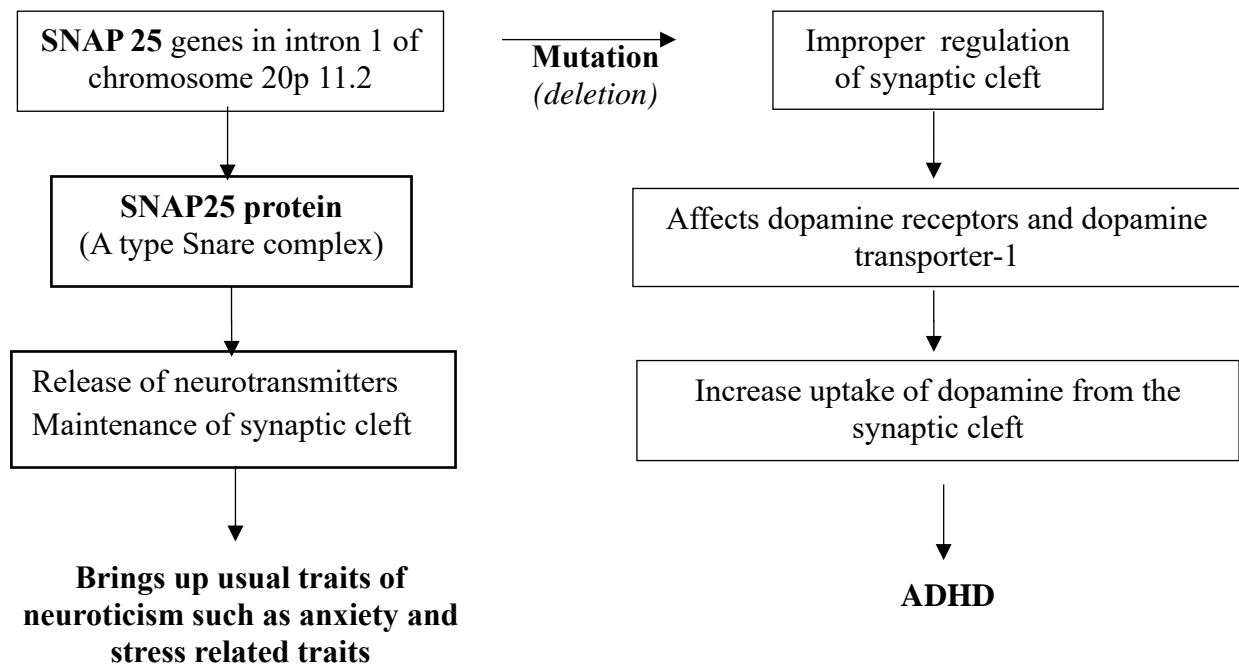 SNAP 25 genes in intron 1 of
chromosome 20p 11.2
Mutation
(deletion)
Improper regulation
of synaptic cleft
SNAP25 protein
(A type Snare complex)
Affects dopamine receptors and dopamine
transporter-1
Release of neurotransmitters
Maintenance of synaptic cleft
Increase uptake of dopamine from the
synaptic cleft
Brings up usual traits of
neuroticism such as anxiety and
stress related traits
ADHD